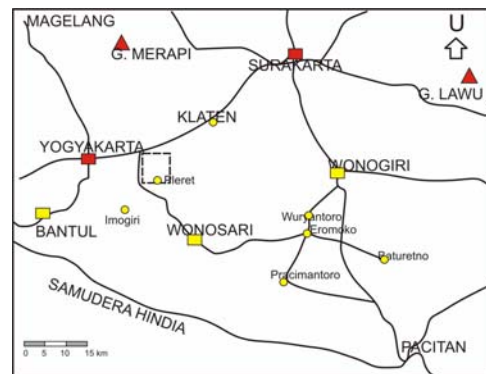 MAGELANG
U
G. MERAPI
SURAKARTA
G. LAWU
KLATEN
YOGYAKARTA
WONOGIRI
Pleret
Wuryantoro
Imogiri
Eromoko
BANTUL
WONOSARI
Baturetno
Pracimantoro
SAMUDERA HINDIA
PACITAN
0 5 10 15 km